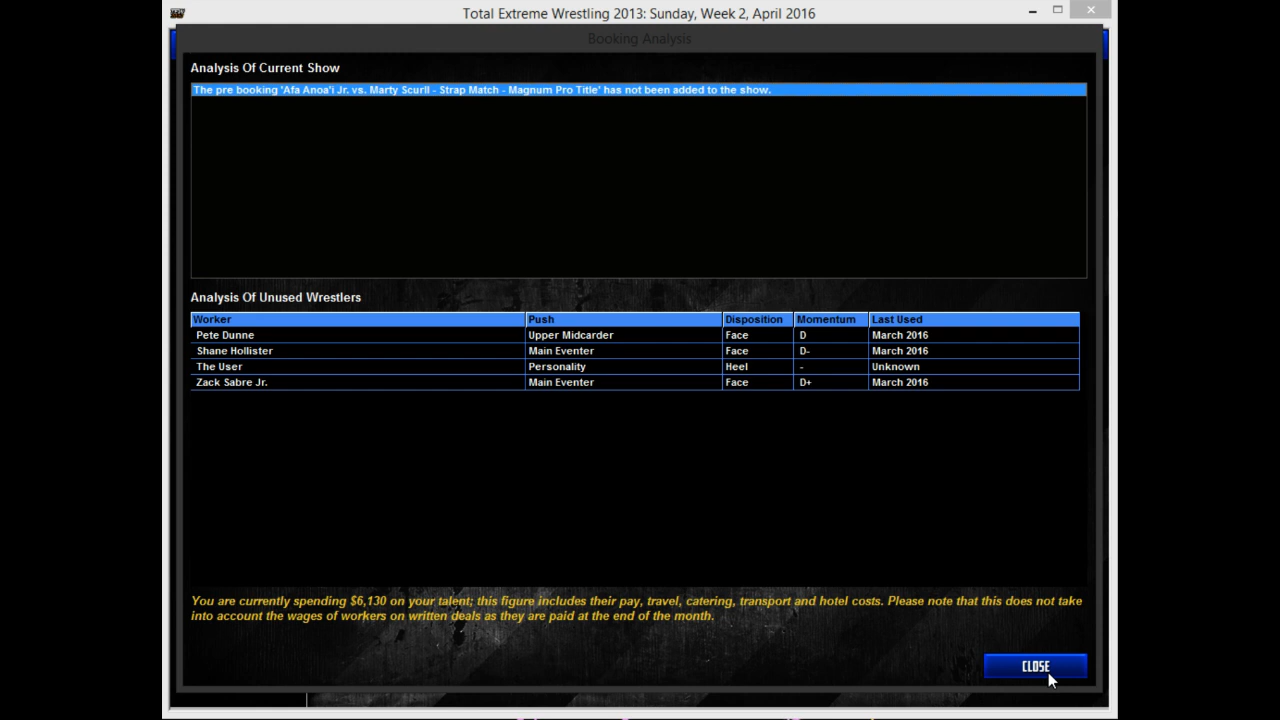 Total Extreme Wrestling 2013: Sunday, Week 2, April 2016
Booking Analysis
Analysis Of Current Show
The pre booking 'Afa Anoa'i Jr. vs. Marty Scurll - Strap Match - Magnum Pro Title' has not been added to the show.
Analysis Of Unused Wrestlers
Worker Push Disposition Momentum Last Used
Pete Dunne Upper Midcarder Face D March 2016
Shane Hollister Main Eventer Face D- March 2016
The User Personality Heel - Unknown
Zack Sabre Jr. Main Eventer Face D+ March 2016
You are currently spending $6,130 on your talent; this figure includes their pay, travel, catering, transport and hotel costs. Please note that this does not take
into account the wages of workers on written deals as they are paid at the end of the month.
CLOSE